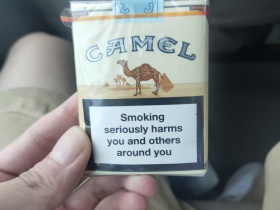 CAMEL
Smoking
seriously harms
you and others
around you